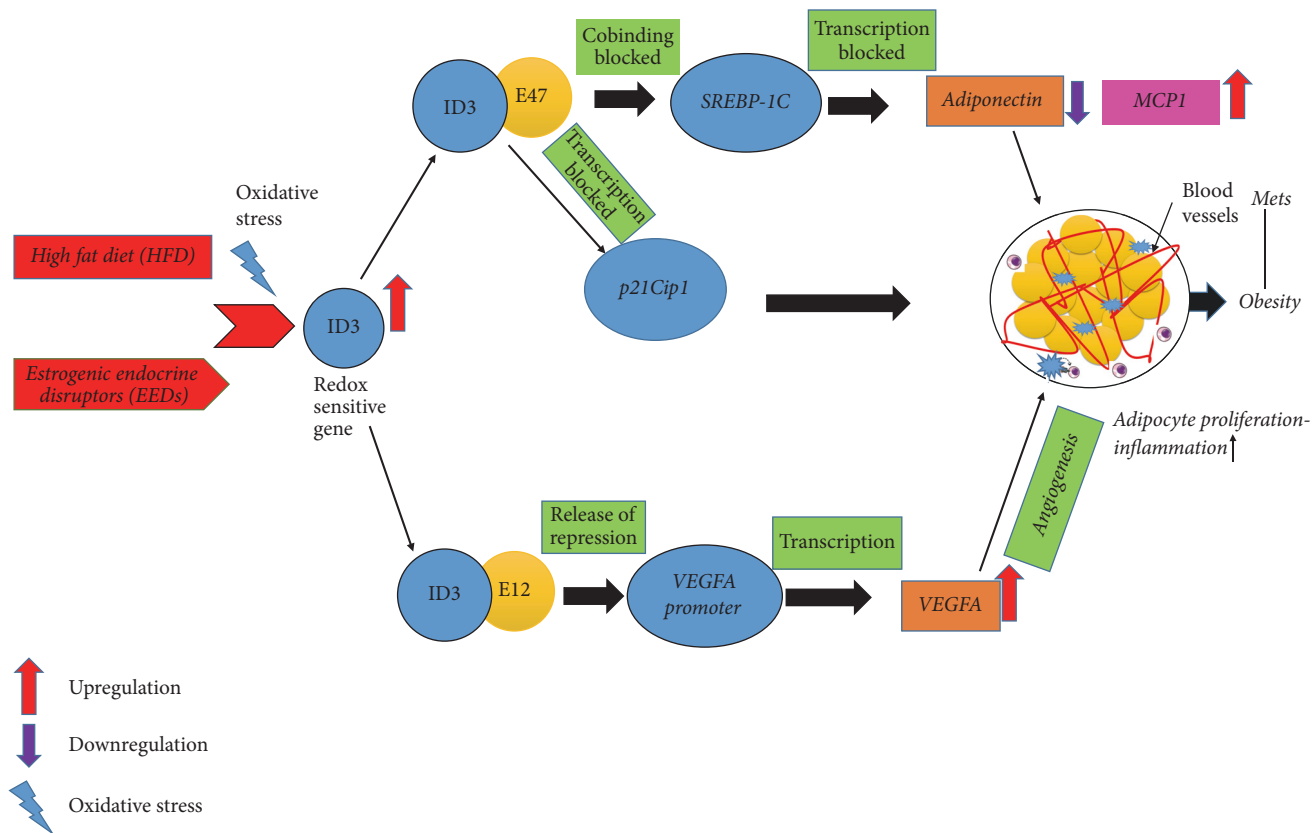 Cobinding
blocked
Transcription
blocked
ID3
E47
SREBP-1C
Adiponectin
MCP1
Transcription
blocked
Oxidative
stress
High fat diet (HFD)
Blood
vessels
Mets
p21Cip1
Obesity
ID3
Estrogenic endocrine
disruptors (EEDs)
Redox
sensitive
gene
Adipocyte proliferation-
inflammation
Angiogenesis
Release of
repression
Transcription
ID3
E12
VEGFA
promoter
VEGFA
Upregulation
Downregulation
Oxidative stress